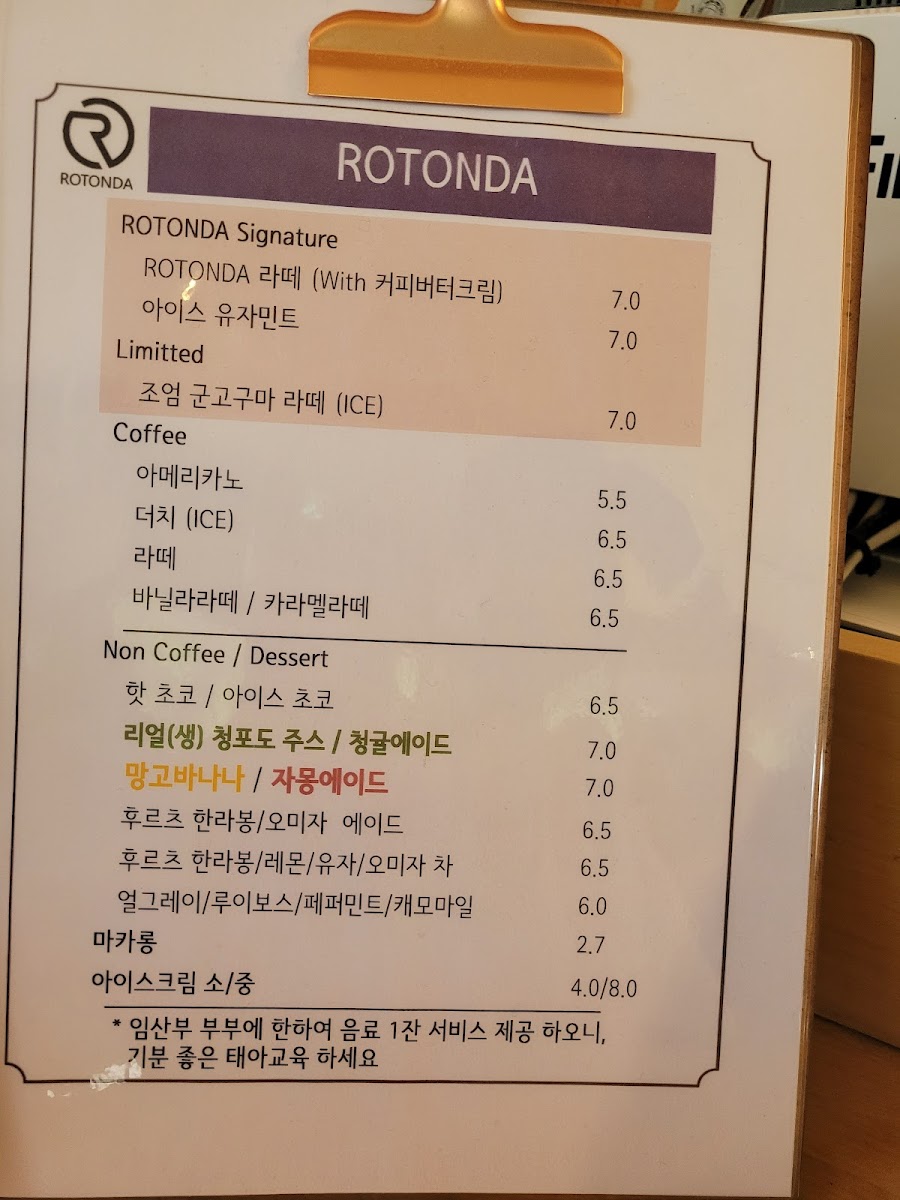 ROTONDA
ROTONDA
ROTONDA Signature
ROTONDA 라떼 (With 커피버터크림) 7.0
아이스 유자민트 7.0
Limitted
조엄 군고구마 라떼 (ICE) 7.0
Coffee
아메리카노 5.5
더치 (ICE) 6.5
라떼 6.5
바닐라라떼 / 카라멜라떼 6.5
Non Coffee / Dessert
핫 초코 / 아이스 초코 6.5
리얼(생) 청포도 주스 / 청귤에이드 7.0
망고바나나 / 자몽에이드 7.0
후르츠 한라봉/오미자 에이드 6.5
후르츠 한라봉/레몬/유자/오미자 차 6.5
얼그레이/루이보스/페퍼민트/캐모마일 6.0
마카롱 2.7
아이스크림 소/중 4.0/8.0
* 임산부 부부에 한하여 음료 1잔 서비스 제공 하오니,
기분 좋은 태아교육 하세요